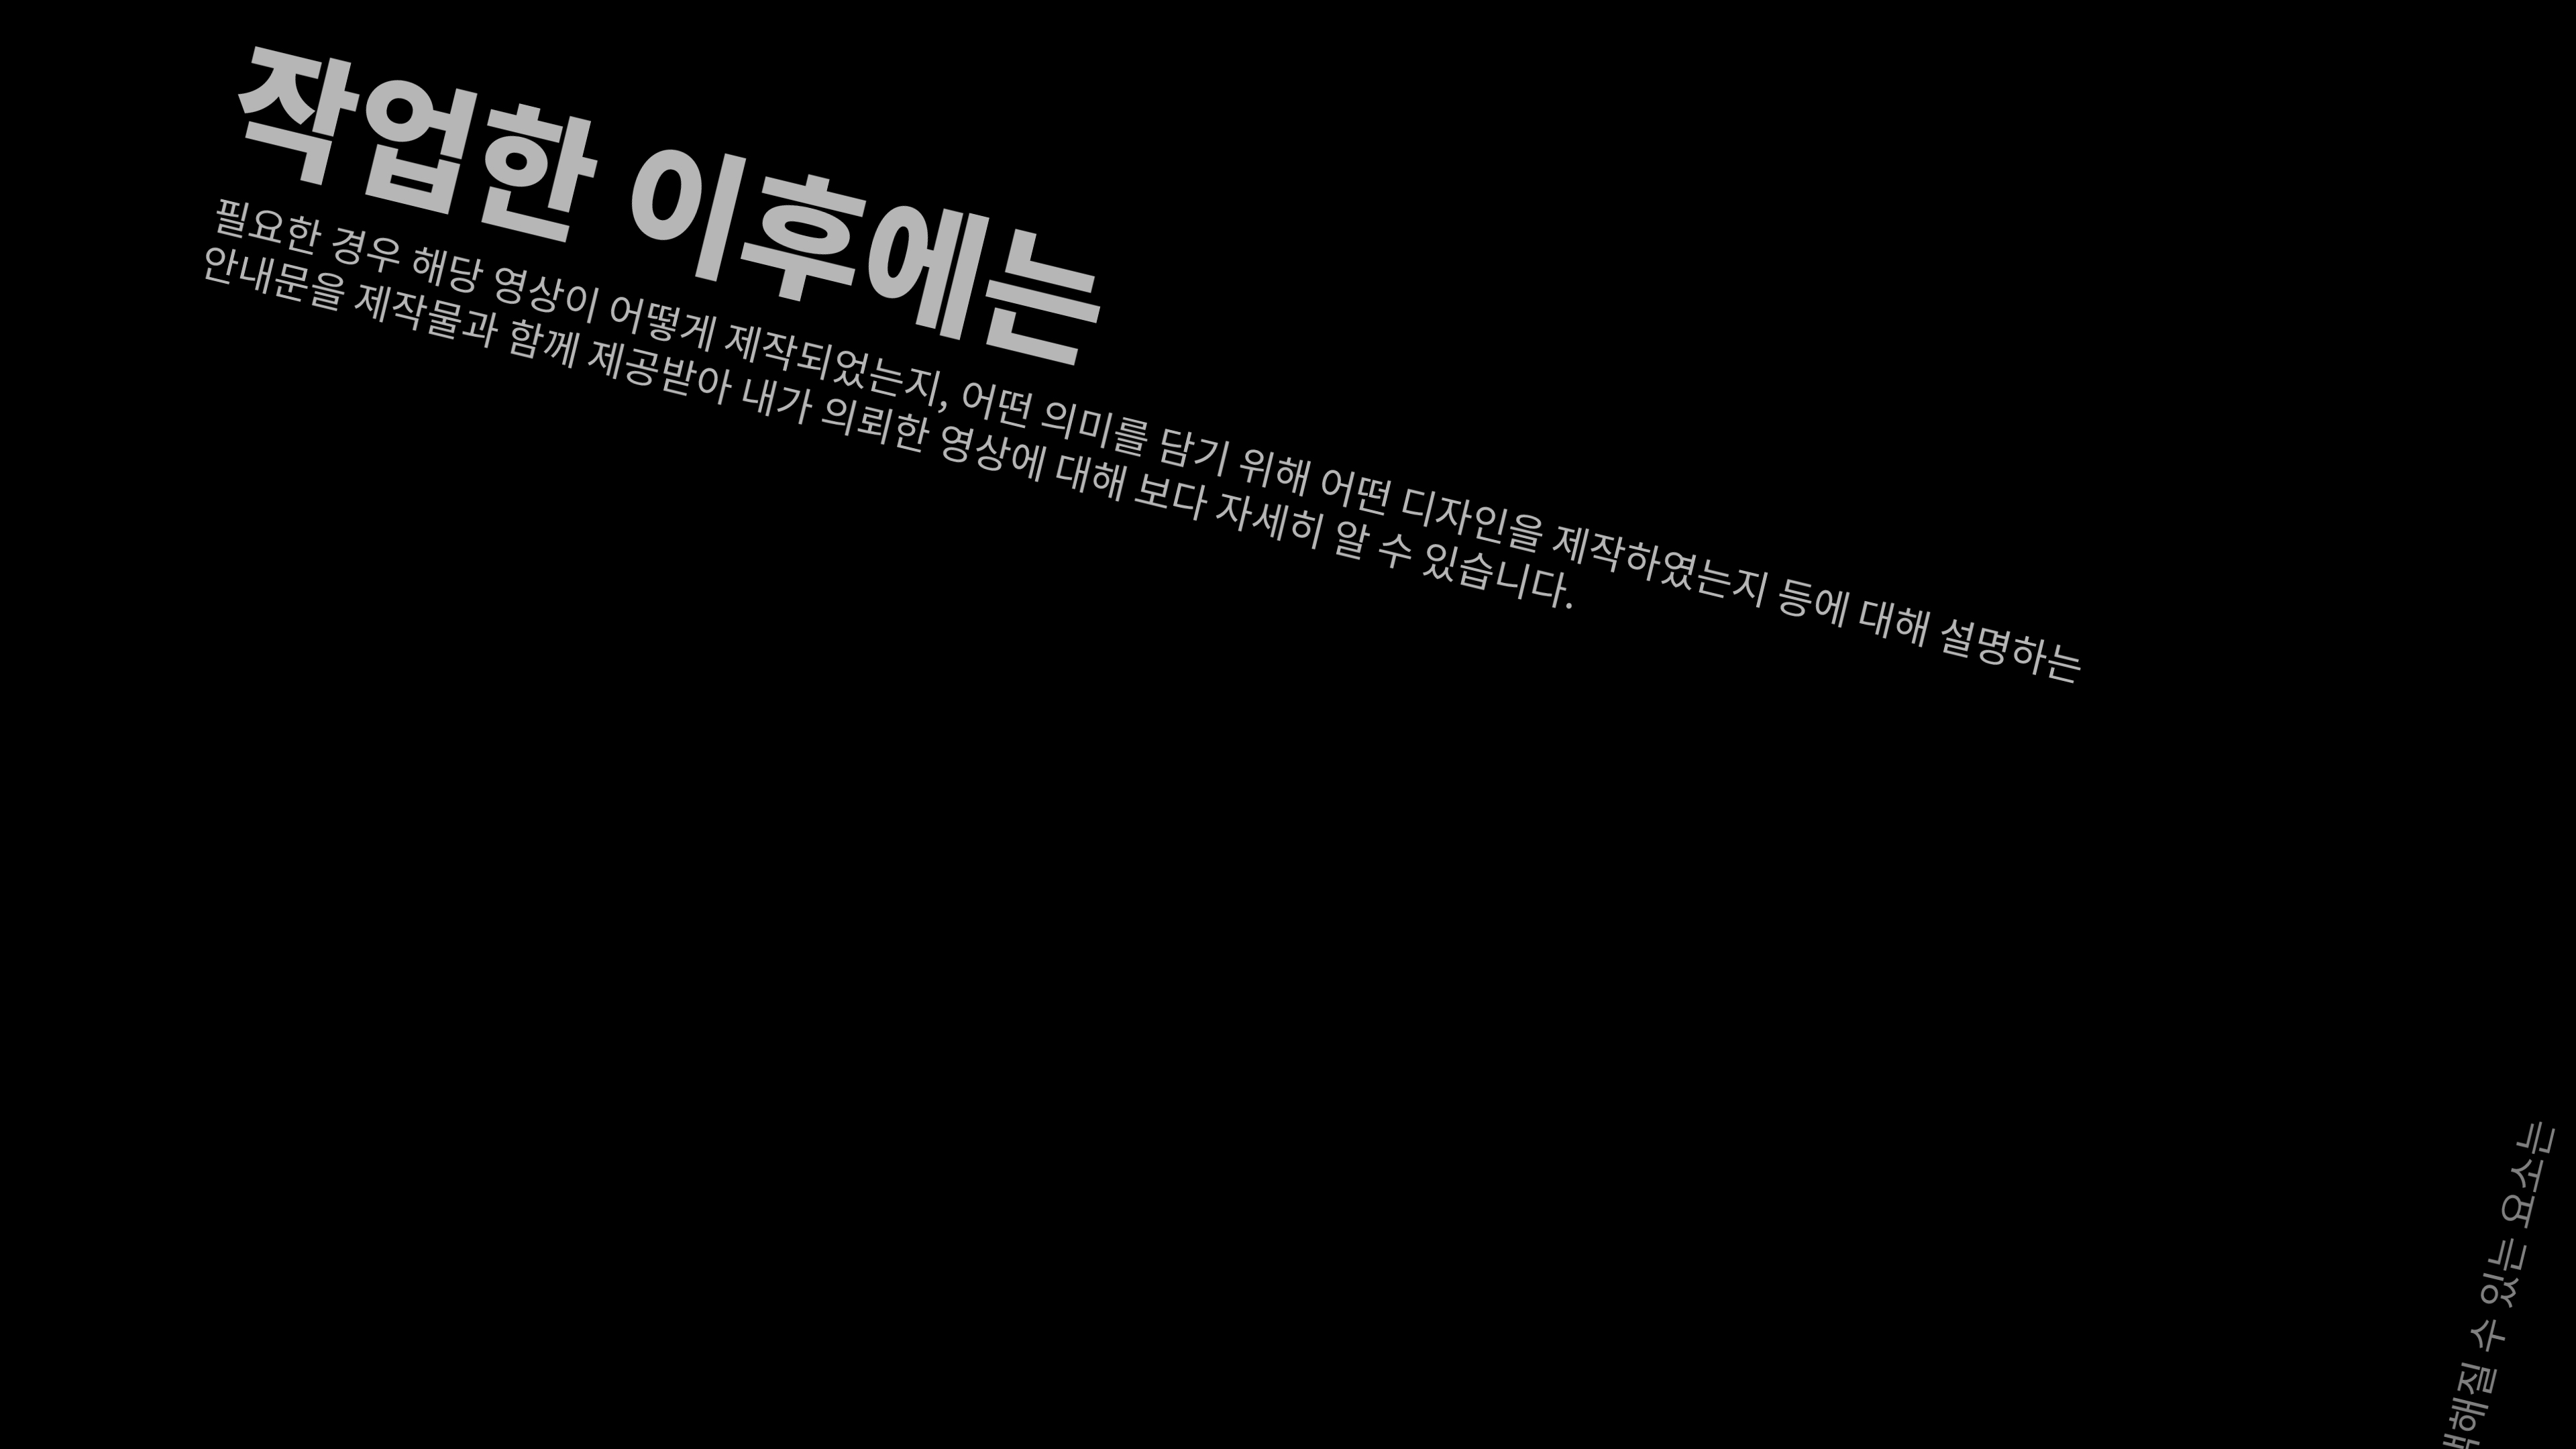 작업한 이후에는
필요한 경우 해당 영상이 어떻게 제작되었는지, 어떤 의미를 담기 위해 어떤 디자인을 제작하였는지 등에 대해 설명하는
안내문을 제작물과 함께 제공받아 내가 의뢰한 영상에 대해 보다 자세히 알 수 있습니다.
수 있는 요소는